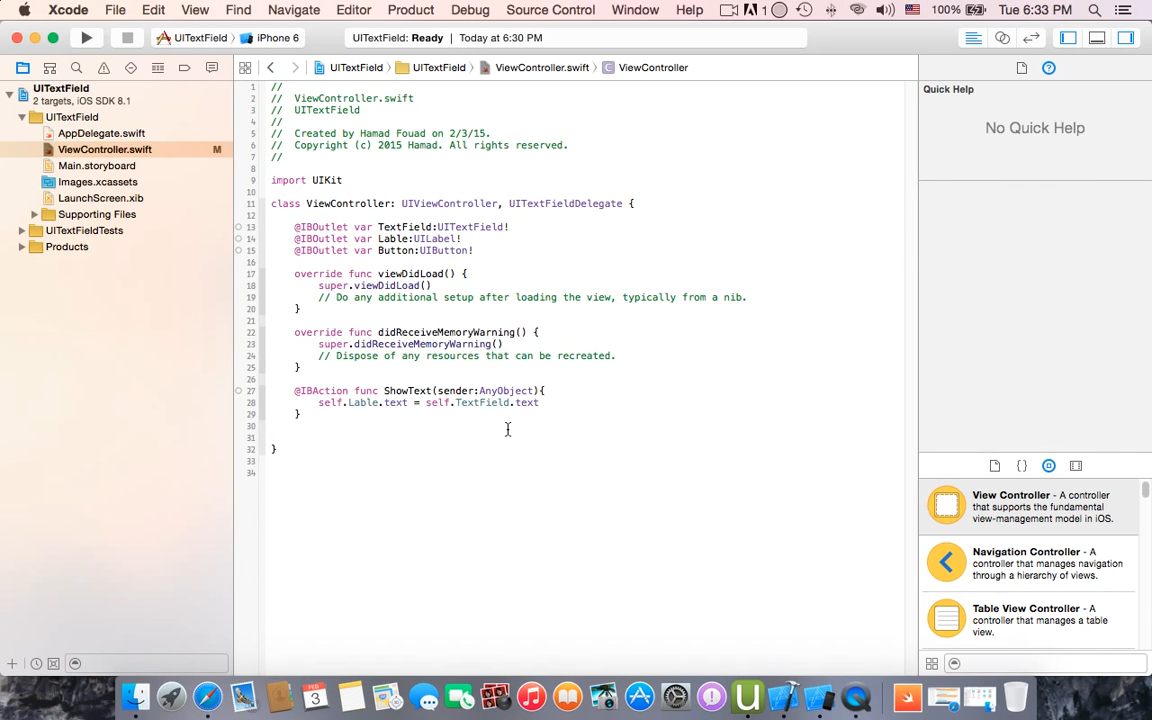 Xcode File Edit View Find Navigate Editor Product Debug Source Control Window Help 1 100% Tue 6:33 PM
UITextField iPhone 6 UITextField: Ready | Today at 6:30 PM
UITextField UITextField ViewController.swift C ViewController
UITextField
2 targets, iOS SDK 8.1
UITextField
AppDelegate.swift
ViewController.swift M
Main.storyboard
Images.xcassets
LaunchScreen.xib
Supporting Files
UITextFieldTests
Products
1 //
2 // ViewController.swift
3 // UITextField
4 //
5 // Created by Hamad Fouad on 2/3/15.
6 // Copyright (c) 2015 Hamad. All rights reserved.
7 //
8
9 import UIKit
10
11 class ViewController: UIViewController, UITextFieldDelegate {
12
13 @IBOutlet var TextField:UITextField!
14 @IBOutlet var Lable:UILabel!
15 @IBOutlet var Button:UIButton!
16
17 override func viewDidLoad() {
18 super.viewDidLoad()
19 // Do any additional setup after loading the view, typically from a nib.
20 }
21
22 override func didReceiveMemoryWarning() {
23 super.didReceiveMemoryWarning()
24 // Dispose of any resources that can be recreated.
25 }
26
27 @IBAction func ShowText(sender:AnyObject){
28 self.Lable.text = self.TextField.text
29 }
30
31
32 }
33
34
Quick Help
No Quick Help
View Controller - A controller
that supports the fundamental
view-management model in iOS.
Navigation Controller - A
controller that manages navigation
through a hierarchy of views.
Table View Controller - A
controller that manages a table
view.
FEB
3
U